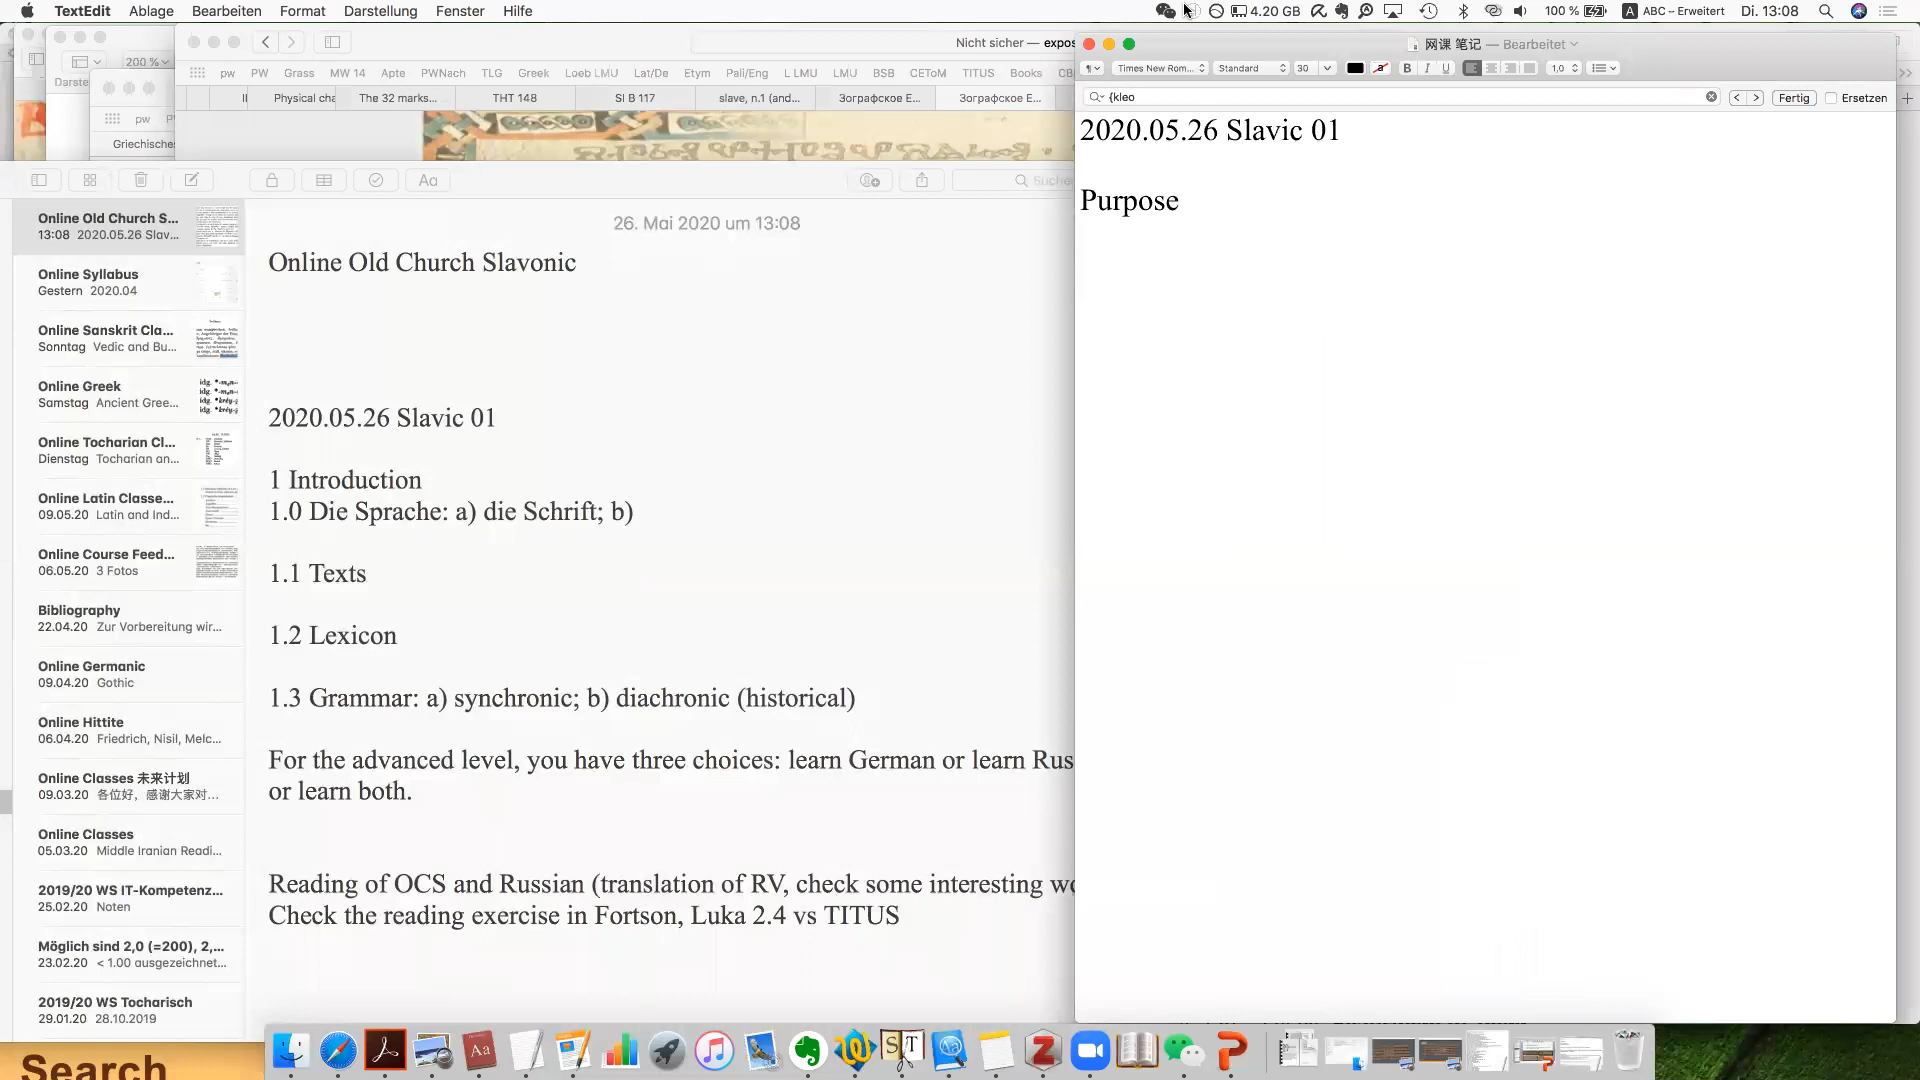 TextEdit Ablage Bearbeiten Format Darstellung Fenster Hilfe
4.20 GB 100 % ABC – Erweitert Di. 13:08
200 %
Nicht sicher — expos
网课 笔记 — Bearbeitet
pw PW Grass MW 14 Apte PWNach TLG Greek Loeb LMU Lat/De Etym Pali/Eng L LMU LMU BSB CEToM TITUS Books
Times New Rom... Standard 30 B I U 1,0
Physical cha The 32 marks... THT 148 SI B 117 slave, n.1 (and... Зографское Е... Зографское Е...
{kleo Fertig Ersetzen
pw
Griechische
Aa
Suche
Online Old Church S...
13:08 2020.05.26 Slav...
Online Syllabus
Gestern 2020.04
Online Sanskrit Cla...
Sonntag Vedic and Bu...
Online Greek
Samstag Ancient Gree...
Online Tocharian Cl...
Dienstag Tocharian an...
Online Latin Classe...
09.05.20 Latin and Ind...
Online Course Feed...
06.05.20 3 Fotos
Bibliography
22.04.20 Zur Vorbereitung wir...
Online Germanic
09.04.20 Gothic
Online Hittite
06.04.20 Friedrich, Nisil, Melc...
Online Classes 未来计划
09.03.20 各位好，感谢大家对...
Online Classes
05.03.20 Middle Iranian Readi...
2019/20 WS IT-Kompetenz...
25.02.20 Noten
Möglich sind 2,0 (=200), 2,...
23.02.20 < 1.00 ausgezeichnet...
2019/20 WS Tocharisch
29.01.20 28.10.2019
26. Mai 2020 um 13:08
Online Old Church Slavonic
2020.05.26 Slavic 01
1 Introduction
1.0 Die Sprache: a) die Schrift; b)
1.1 Texts
1.2 Lexicon
1.3 Grammar: a) synchronic; b) diachronic (historical)
For the advanced level, you have three choices: learn German or learn Rus
or learn both.
Reading of OCS and Russian (translation of RV, check some interesting wo
Check the reading exercise in Fortson, Luka 2.4 vs TITUS
2020.05.26 Slavic 01
Purpose
Search